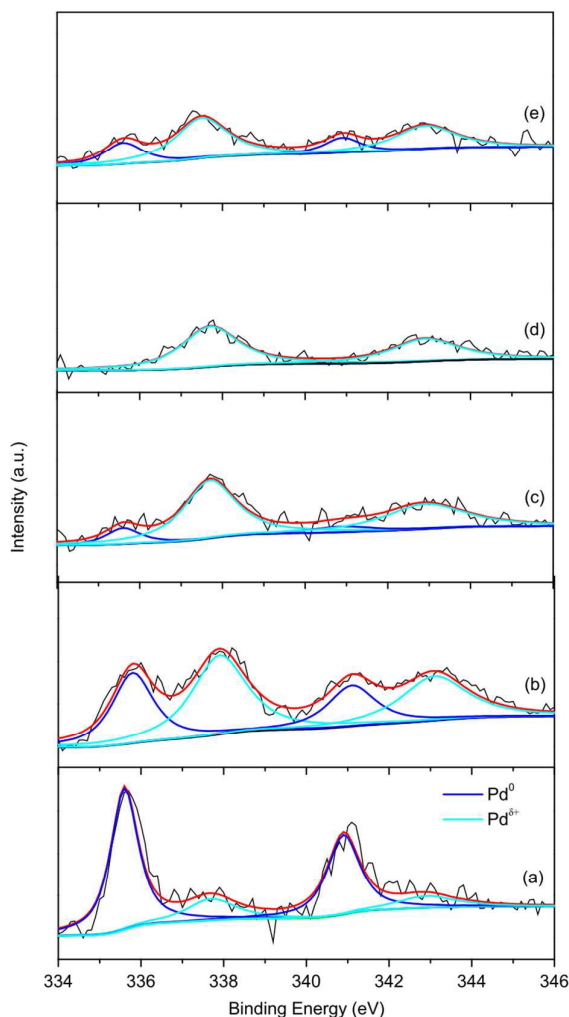 (e)
(d)
(c)
(b)
Pd⁰
Pdᵟ⁺
(a)
Intensity (a.u.)
334 336 338 340 342 344 346
Binding Energy (eV)